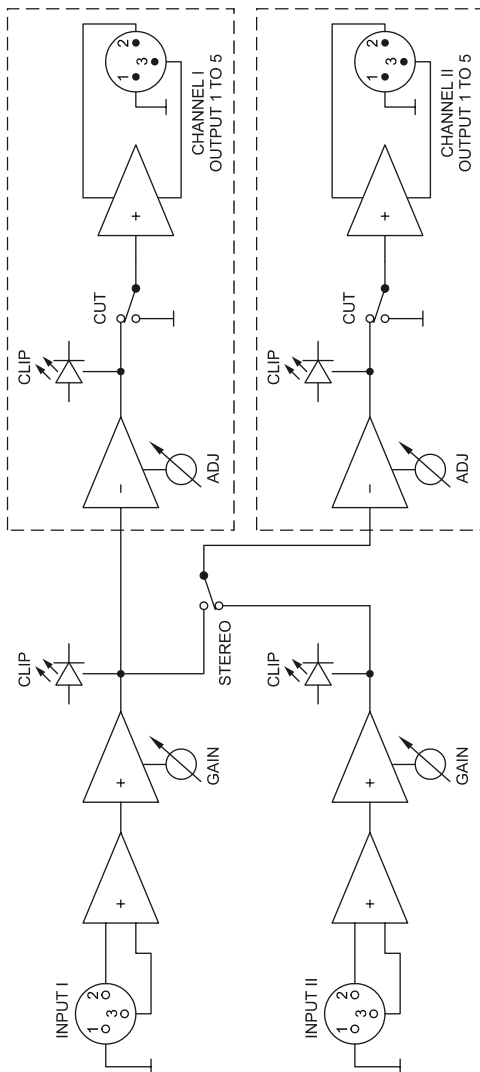 CLIP
CLIP
INPUT I
1 2
3
+
+
GAIN
−
ADJ
CUT
+
1 2
3
CHANNEL I
OUTPUT 1 TO 5
STEREO
CLIP
CLIP
INPUT II
1 2
3
+
+
GAIN
−
ADJ
CUT
+
1 2
3
CHANNEL II
OUTPUT 1 TO 5